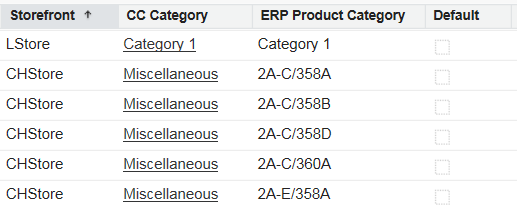 Storefront ↑ CC Category ERP Product Category Default
LStore Category 1 Category 1
CHStore Miscellaneous 2A-C/358A
CHStore Miscellaneous 2A-C/358B
CHStore Miscellaneous 2A-C/358D
CHStore Miscellaneous 2A-C/360A
CHStore Miscellaneous 2A-E/358A